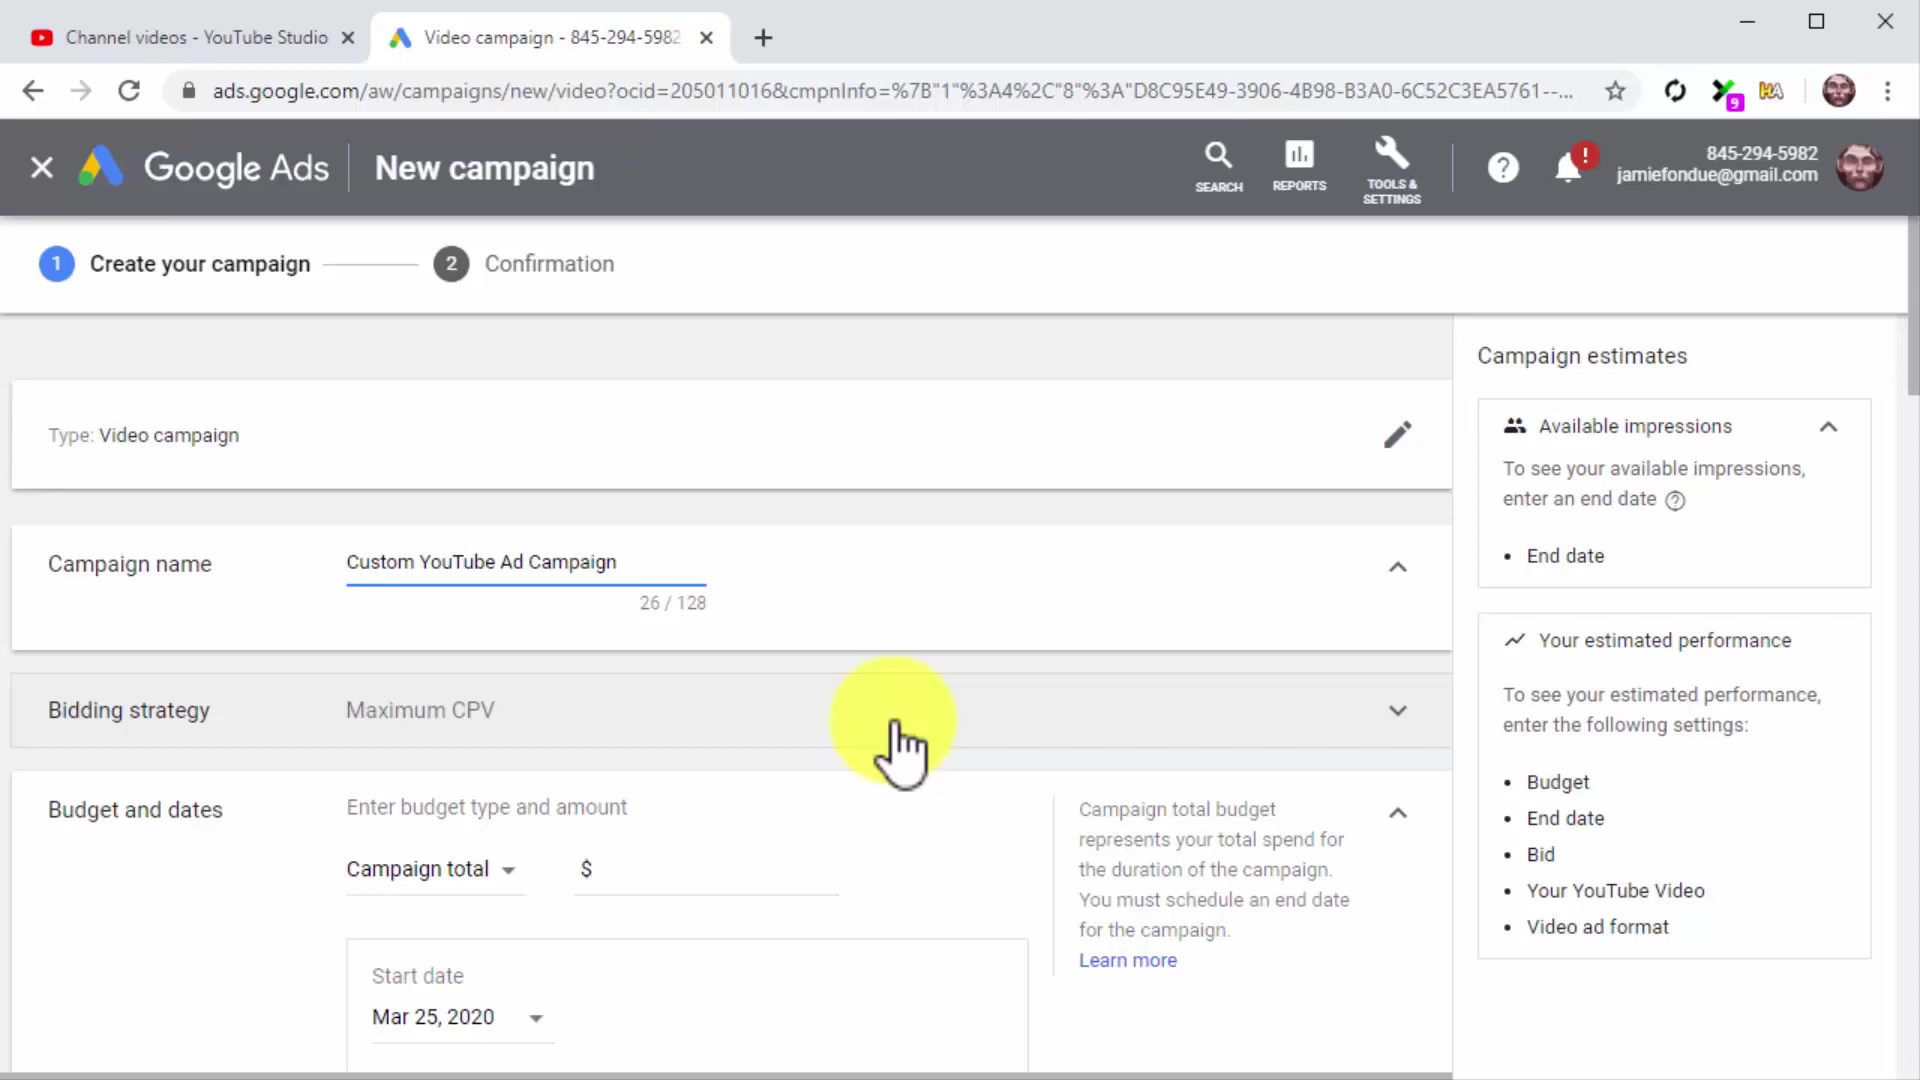 Channel videos - YouTube Studio
Video campaign - 845-294-5982
ads.google.com/aw/campaigns/new/video?ocid=205011016&cmpnInfo=%7B"1"%3A4%2C"8"%3A"D8C95E49-3906-4B98-B3A0-6C52C3EA5761--...
9
HA
Google Ads
New campaign
SEARCH
REPORTS
TOOLS &
SETTINGS
?
!
845-294-5982
jamiefondue@gmail.com
1 Create your campaign
2 Confirmation
Type: Video campaign
Campaign name
Custom YouTube Ad Campaign
26 / 128
Bidding strategy
Maximum CPV
Budget and dates
Enter budget type and amount
Campaign total
$
Start date
Mar 25, 2020
Campaign total budget
represents your total spend for
the duration of the campaign.
You must schedule an end date
for the campaign.
Learn more
Campaign estimates
Available impressions
To see your available impressions,
enter an end date ?
• End date
Your estimated performance
To see your estimated performance,
enter the following settings:
• Budget
• End date
• Bid
• Your YouTube Video
• Video ad format